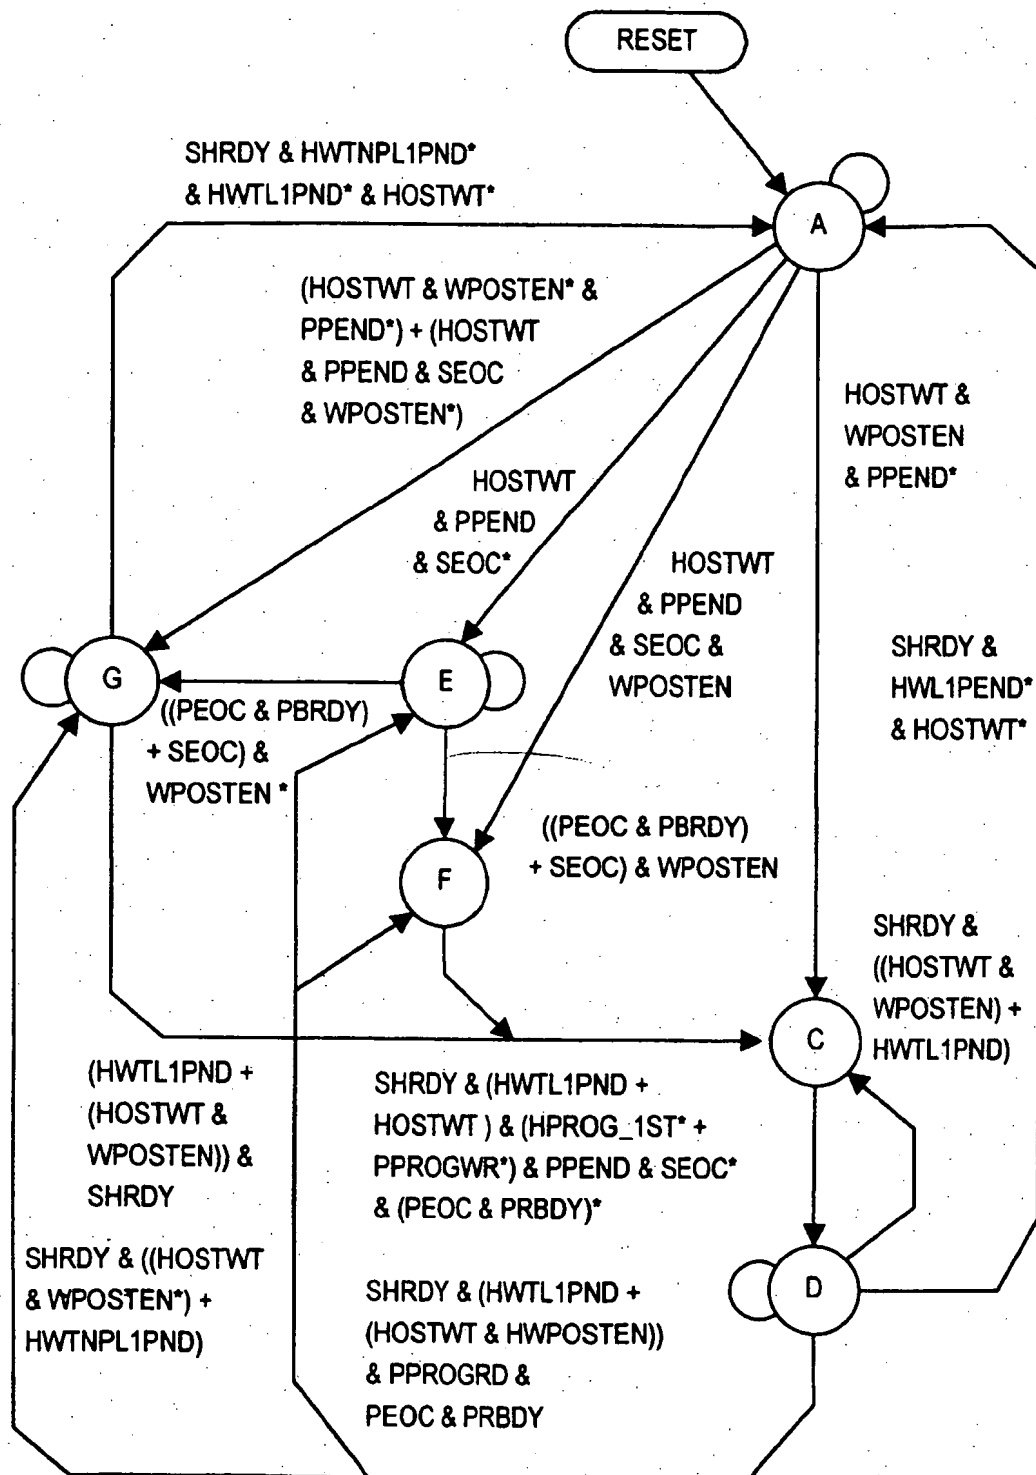 RESET
SHRDY & HWTNPL1PND*
& HWTL1PND* & HOSTWT*
A
(HOSTWT & WPOSTEN* &
PPEND*) + (HOSTWT
& PPEND & SEOC
& WPOSTEN*)
HOSTWT &
WPOSTEN
& PPEND*
HOSTWT
& PPEND
& SEOC*
HOSTWT
& PPEND
& SEOC &
WPOSTEN
SHRDY &
HWL1PEND*
& HOSTWT*
G
E
((PEOC & PBRDY)
+ SEOC) &
WPOSTEN *
((PEOC & PBRDY)
+ SEOC) & WPOSTEN
F
SHRDY &
((HOSTWT &
WPOSTEN) +
HWTL1PND)
C
(HWTL1PND +
(HOSTWT &
WPOSTEN)) &
SHRDY
SHRDY & (HWTL1PND +
HOSTWT ) & (HPROG_1ST* +
PPROGWR*) & PPEND & SEOC*
& (PEOC & PRBDY)*
SHRDY & ((HOSTWT
& WPOSTEN*) +
HWTNPL1PND)
SHRDY & (HWTL1PND +
(HOSTWT & HWPOSTEN))
& PPROGRD &
PEOC & PRBDY
D